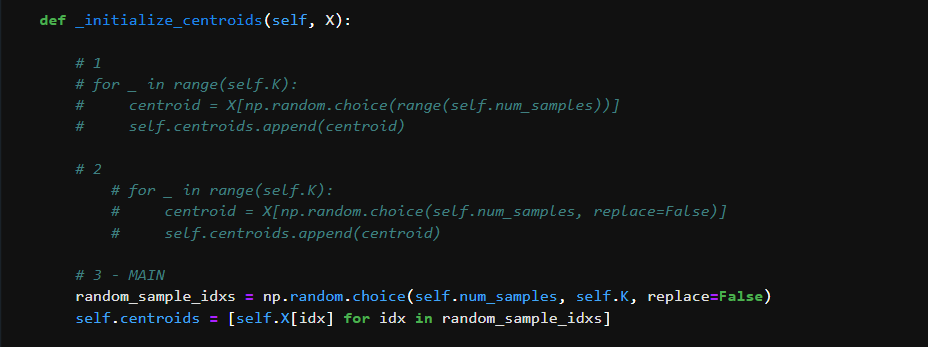 def _initialize_centroids(self, X):
# 1
# for _ in range(self.K):
#     centroid = X[np.random.choice(range(self.num_samples))]
#     self.centroids.append(centroid)
# 2
# for _ in range(self.K):
#     centroid = X[np.random.choice(self.num_samples, replace=False)]
#     self.centroids.append(centroid)
# 3 - MAIN
random_sample_idxs = np.random.choice(self.num_samples, self.K, replace=False)
self.centroids = [self.X[idx] for idx in random_sample_idxs]